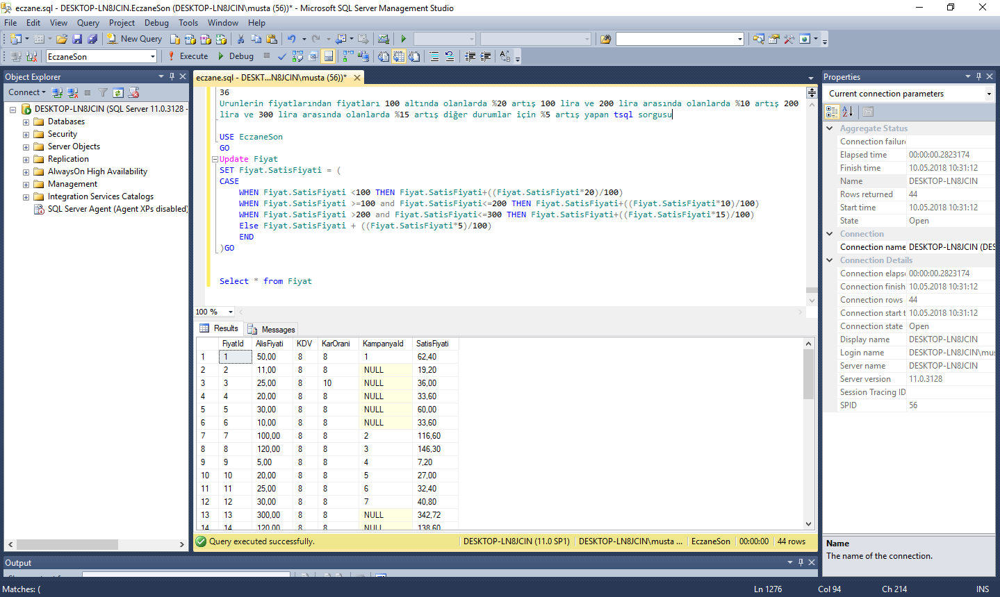 eczane.sql - DESKTOP-LN8JCIN.EczaneSon (DESKTOP-LN8JCIN\musta (56))* - Microsoft SQL Server Management Studio
File Edit View Query Project Debug Tools Window Help
New Query
EczaneSon Execute Debug
Object Explorer
Connect
DESKTOP-LN8JCIN (SQL Server 11.0.3128 -
Databases
Security
Server Objects
Replication
AlwaysOn High Availability
Management
Integration Services Catalogs
SQL Server Agent (Agent XPs disabled)
eczane.sql - DESKT...N8JCIN\musta (56))*
36
Urunlerin fiyatlarından fiyatları 100 altında olanlarda %20 artış 100 lira ve 200 lira arasında olanlarda %10 artış 200
lira ve 300 lira arasında olanlarda %15 artış diğer durumlar için %5 artış yapan tsql sorgusu
USE EczaneSon
GO
Update Fiyat
SET Fiyat.SatisFiyati = (
CASE
WHEN Fiyat.SatisFiyati <100 THEN Fiyat.SatisFiyati+((Fiyat.SatisFiyati*20)/100)
WHEN Fiyat.SatisFiyati >=100 and Fiyat.SatisFiyati<=200 THEN Fiyat.SatisFiyati+((Fiyat.SatisFiyati*10)/100)
WHEN Fiyat.SatisFiyati >200 and Fiyat.SatisFiyati<=300 THEN Fiyat.SatisFiyati+((Fiyat.SatisFiyati*15)/100)
Else Fiyat.SatisFiyati + ((Fiyat.SatisFiyati*5)/100)
END
)GO
Select * from Fiyat
100 %
Results Messages
FiyatId AlisFiyati KDV KarOrani KampanyaId SatisFiyati
1 1 50,00 8 8 1 62,40
2 2 11,00 8 8 NULL 19,20
3 3 25,00 8 10 NULL 36,00
4 4 20,00 8 8 NULL 33,60
5 5 30,00 8 8 NULL 60,00
6 6 10,00 8 8 NULL 33,60
7 7 100,00 8 8 2 116,60
8 8 120,00 8 8 3 146,30
9 9 5,00 8 8 4 7,20
10 10 20,00 8 8 5 27,00
11 11 25,00 8 8 6 32,40
12 12 30,00 8 8 7 40,80
13 13 300,00 8 8 NULL 342,72
14 14 120,00 8 8 NULL 138,60
Query executed successfully. DESKTOP-LN8JCIN (11.0 SP1) DESKTOP-LN8JCIN\musta ... EczaneSon 00:00:00 44 rows
Properties
Current connection parameters
Aggregate Status
Connection failur
Elapsed time 00:00:00.2823174
Finish time 10.05.2018 10:31:12
Name DESKTOP-LN8JCIN
Rows returned 44
Start time 10.05.2018 10:31:12
State Open
Connection
Connection name DESKTOP-LN8JCIN (DES
Connection Details
Connection elaps 00:00:00.2823174
Connection finish 10.05.2018 10:31:12
Connection rows 44
Connection start t 10.05.2018 10:31:12
Connection state Open
Display name DESKTOP-LN8JCIN
Login name DESKTOP-LN8JCIN\mus
Server name DESKTOP-LN8JCIN
Server version 11.0.3128
Session Tracing ID
SPID 56
Name
The name of the connection.
Output
Matches: ( Ln 1276 Col 94 Ch 214 INS